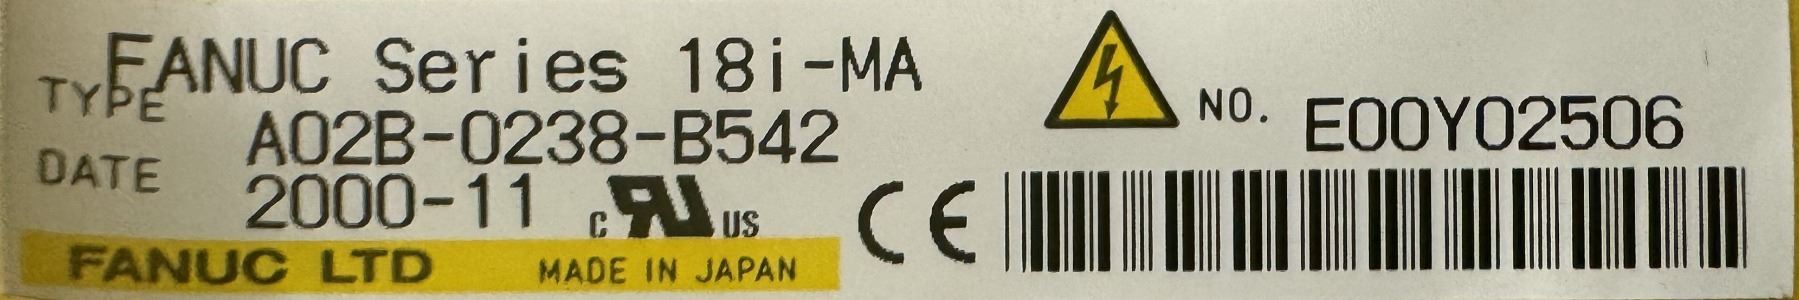 FANUC Series 18i-MA
TYPE A02B-0238-B542
DATE 2000-11
c RU US
CE
NO. E00Y02506
FANUC LTD MADE IN JAPAN